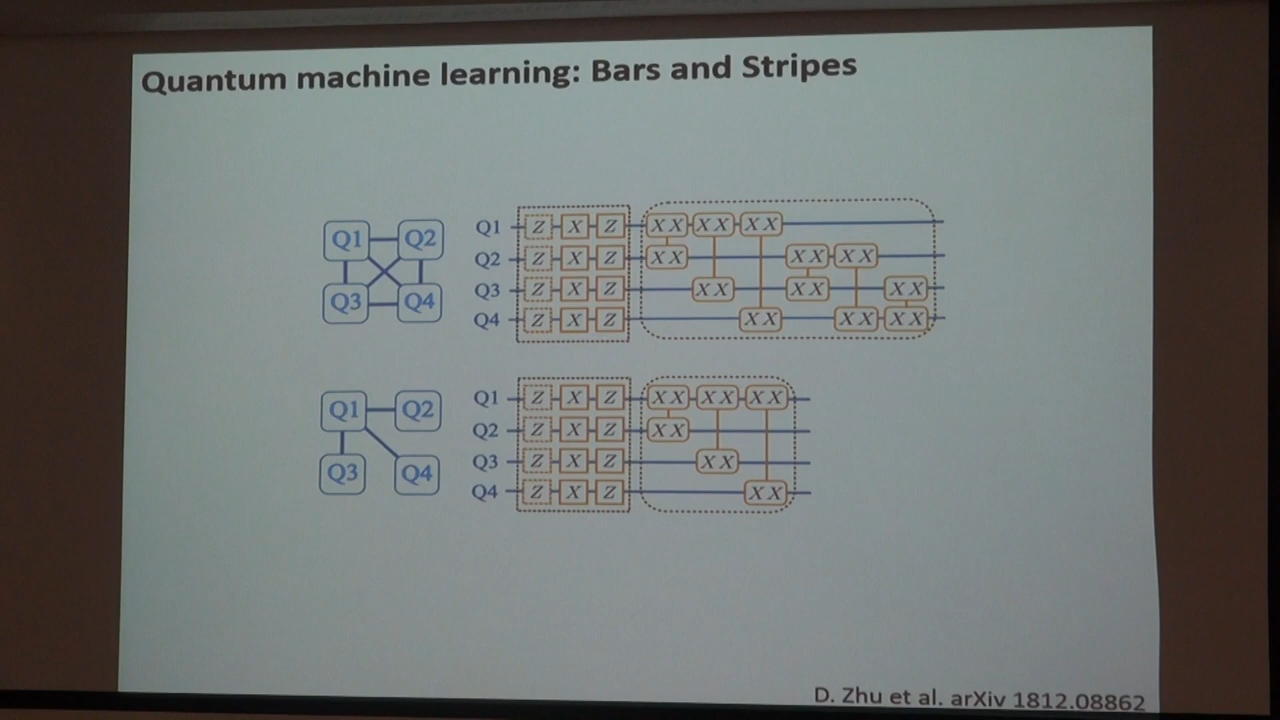 Quantum machine learning: Bars and Stripes
Q1 Q2
Q3 Q4
Q1 Z X Z XX XX XX
Q2 Z X Z XX XX XX
Q3 Z X Z XX XX XX
Q4 Z X Z XX XX XX
Q1 Q2
Q3 Q4
Q1 Z X Z XX XX XX
Q2 Z X Z XX
Q3 Z X Z XX
Q4 Z X Z XX
D. Zhu et al. arXiv 1812.08862